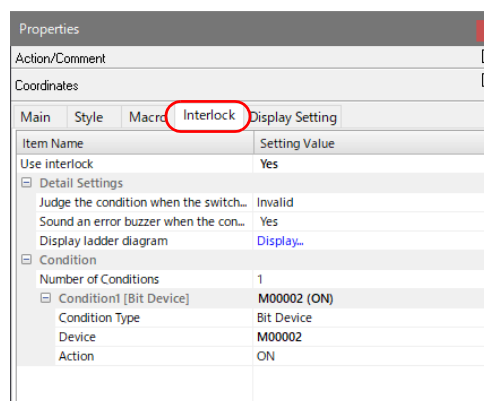 Properties
Action/Comment
Coordinates
Main Style Macro Interlock Display Setting
Item Name Setting Value
Use interlock Yes
Detail Settings
Judge the condition when the switch... Invalid
Sound an error buzzer when the con... Yes
Display ladder diagram Display...
Condition
Number of Conditions 1
Condition1 [Bit Device] M00002 (ON)
Condition Type Bit Device
Device M00002
Action ON